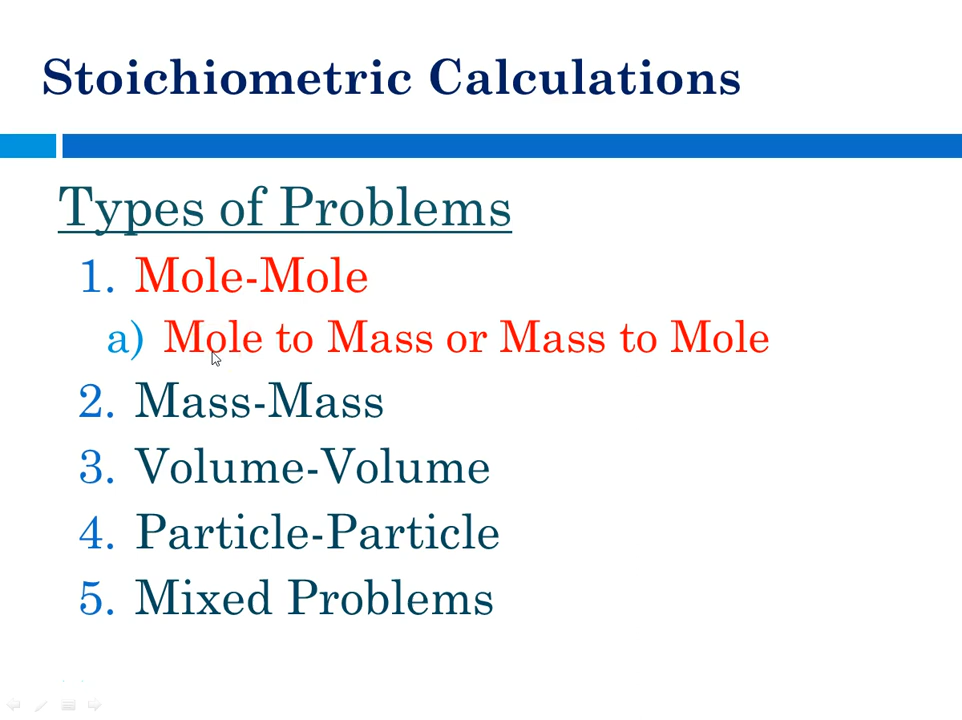 Stoichiometric Calculations
Types of Problems
1. Mole-Mole
a) Mole to Mass or Mass to Mole
2. Mass-Mass
3. Volume-Volume
4. Particle-Particle
5. Mixed Problems